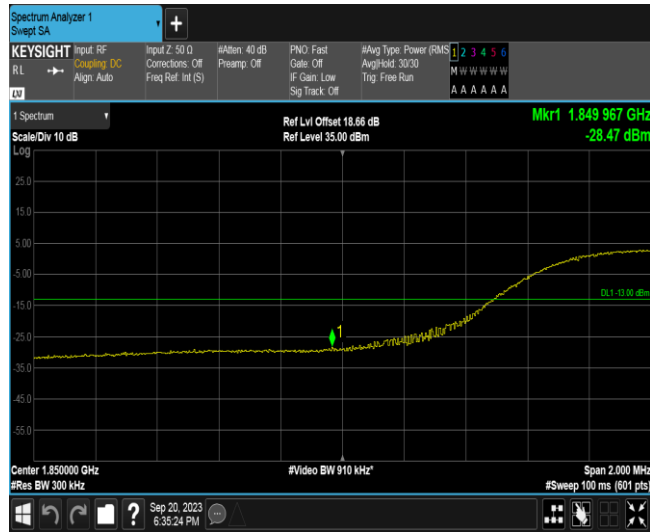 Spectrum Analyzer 1
Swept SA
+
KEYSIGHT Input: RF Input Z: 50 Ω #Atten: 40 dB PNO: Fast #Avg Type: Power (RMS 1 2 3 4 5 6
RL Coupling: DC Corrections: Off Preamp: Off Gate: Off Avg|Hold: 30/30 M W W W W W
Align: Auto Freq Ref: Int (S) IF Gain: Low Trig: Free Run
LXI Sig Track: Off A A A A A A
1 Spectrum Ref Lvl Offset 18.66 dB Mkr1 1.849 967 GHz
Scale/Div 10 dB Ref Level 35.00 dBm -28.47 dBm
Log
25.0
15.0
5.00
-5.00
DL1 -13.00 dBm
-15.0
-25.0
1
-35.0
-45.0
-55.0
Center 1.850000 GHz #Video BW 910 kHz* Span 2.000 MHz
#Res BW 300 kHz #Sweep 100 ms (601 pts)
? Sep 20, 2023
6:35:24 PM